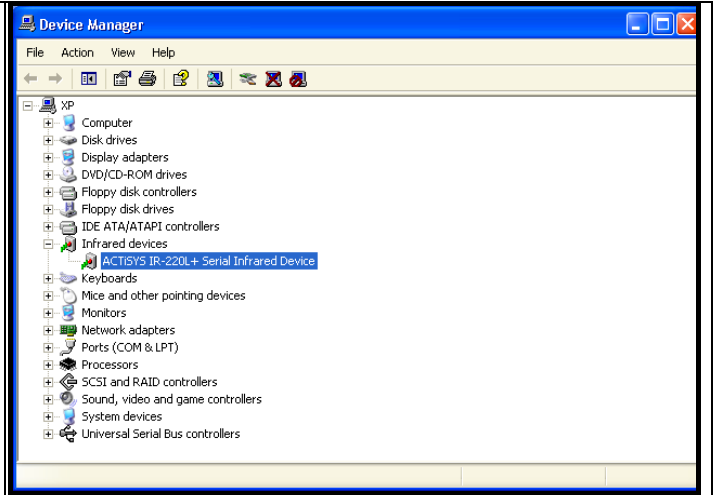 Device Manager
File Action View Help
XP
Computer
Disk drives
Display adapters
DVD/CD-ROM drives
Floppy disk controllers
Floppy disk drives
IDE ATA/ATAPI controllers
Infrared devices
ACTiSYS IR-220L+ Serial Infrared Device
Keyboards
Mice and other pointing devices
Monitors
Network adapters
Ports (COM & LPT)
Processors
SCSI and RAID controllers
Sound, video and game controllers
System devices
Universal Serial Bus controllers